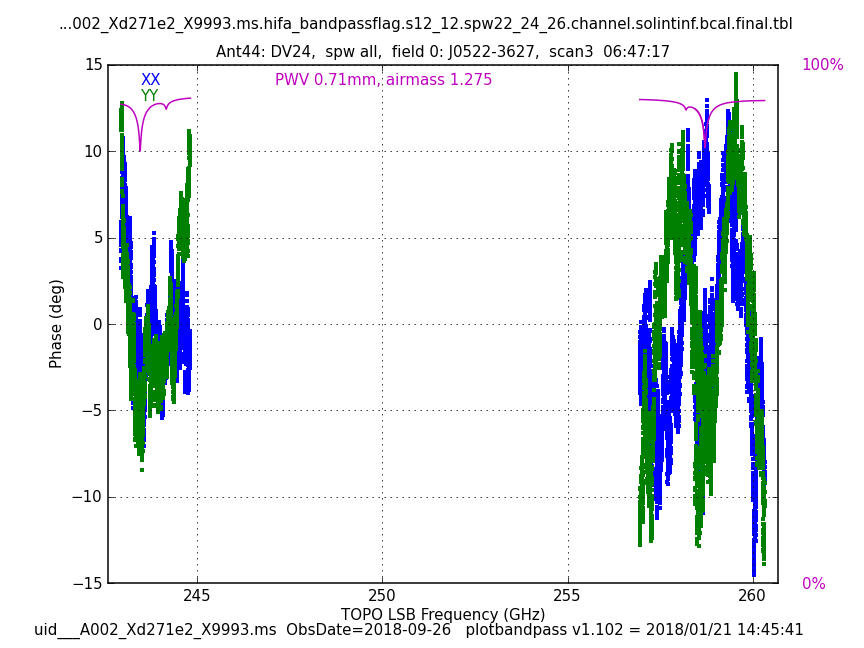 ...002_Xd271e2_X9993.ms.hifa_bandpassflag.s12_12.spw22_24_26.channel.solintinf.bcal.final.tbl
Ant44: DV24,  spw all,  field 0: J0522-3627,  scan3  06:47:17
15 XX PWV 0.71mm, airmass 1.275 100%
YY
10
5
0
Phase (deg)
−5
−10
−15 0%
245 250 255 260
TOPO LSB Frequency (GHz)
uid___A002_Xd271e2_X9993.ms  ObsDate=2018-09-26   plotbandpass v1.102 = 2018/01/21 14:45:41